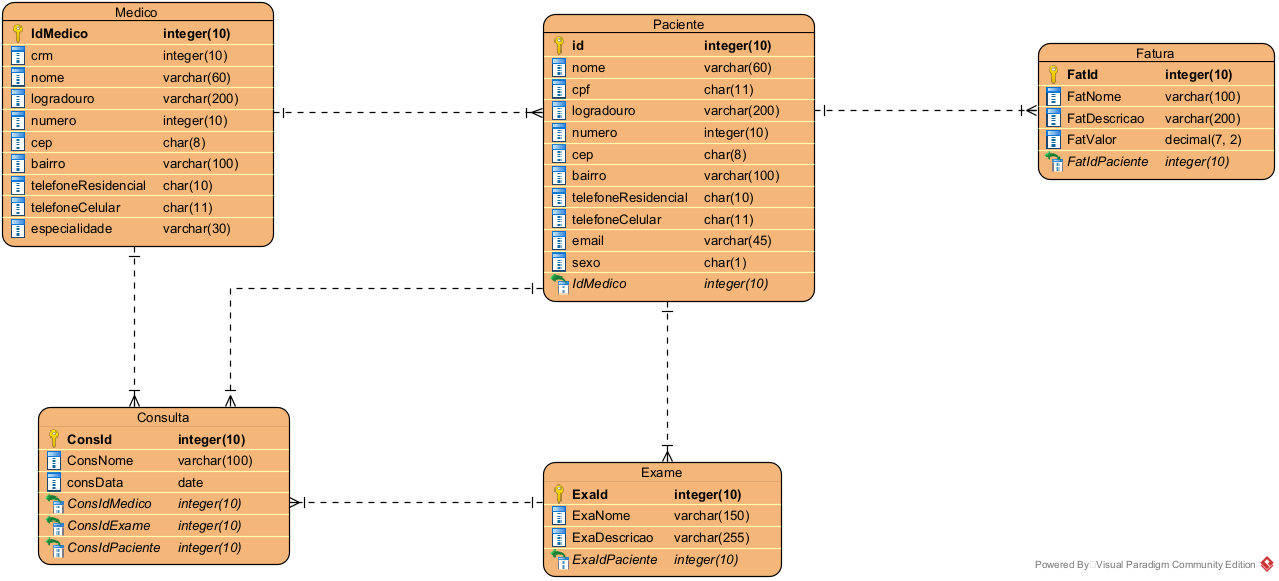 Medico
IdMedico integer(10)
crm integer(10)
nome varchar(60)
logradouro varchar(200)
numero integer(10)
cep char(8)
bairro varchar(100)
telefoneResidencial char(10)
telefoneCelular char(11)
especialidade varchar(30)
Paciente
id integer(10)
nome varchar(60)
cpf char(11)
logradouro varchar(200)
numero integer(10)
cep char(8)
bairro varchar(100)
telefoneResidencial char(10)
telefoneCelular char(11)
email varchar(45)
sexo char(1)
IdMedico integer(10)
Fatura
FatId integer(10)
FatNome varchar(100)
FatDescricao varchar(200)
FatValor decimal(7, 2)
FatIdPaciente integer(10)
Consulta
ConsId integer(10)
ConsNome varchar(100)
consData date
ConsIdMedico integer(10)
ConsIdExame integer(10)
ConsIdPaciente integer(10)
Exame
ExaId integer(10)
ExaNome varchar(150)
ExaDescricao varchar(255)
ExaIdPaciente integer(10)
Powered By Visual Paradigm Community Edition